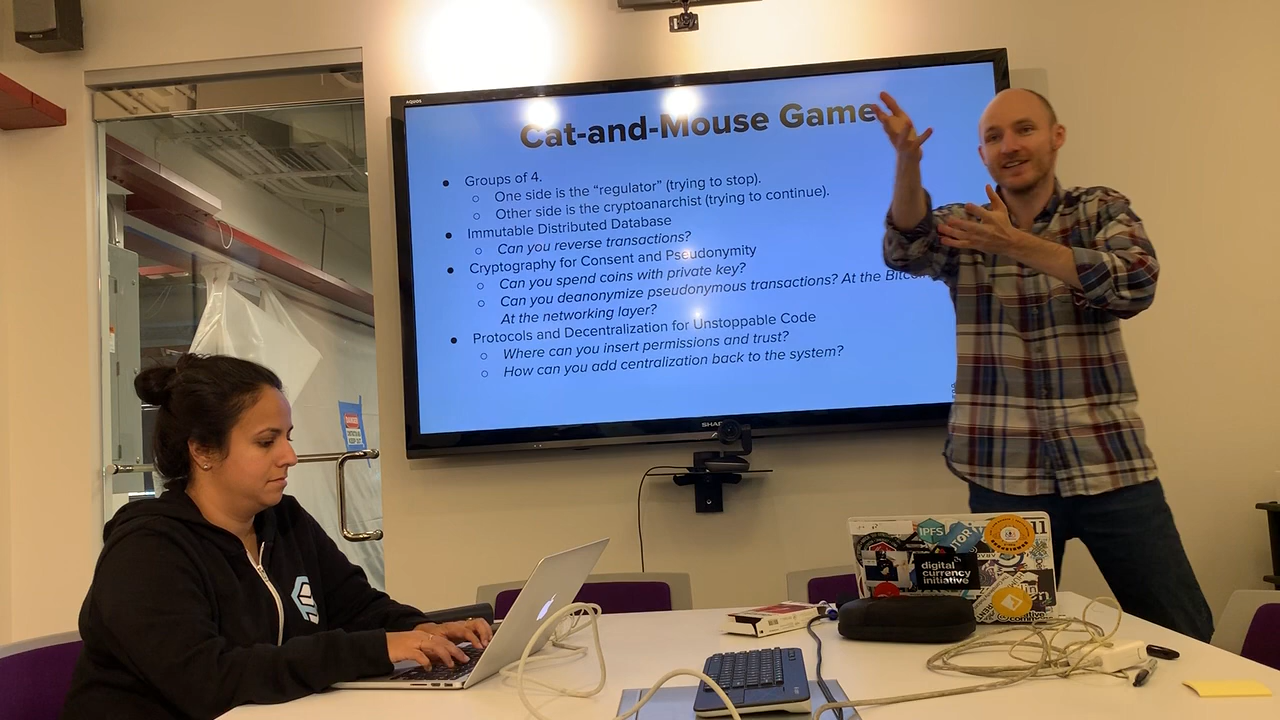 AQUOS
Cat-and-Mouse Game
Groups of 4.
One side is the “regulator” (trying to stop).
Other side is the cryptoanarchist (trying to continue).
Immutable Distributed Database
Can you reverse transactions?
Cryptography for Consent and Pseudonymity
Can you spend coins with private key?
Can you deanonymize pseudonymous transactions? At the
At the networking layer?
Protocols and Decentralization for Unstoppable Code
Where can you insert permissions and trust?
How can you add centralization back to the system?
DANGER
IPFS
digital
currency
initiative